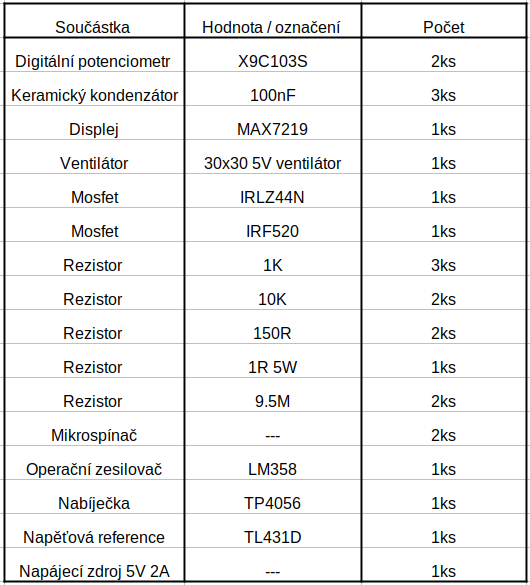 Součástka Hodnota / označení Počet
Digitální potenciometr X9C103S 2ks
Keramický kondenzátor 100nF 3ks
Displej MAX7219 1ks
Ventilátor 30x30 5V ventilátor 1ks
Mosfet IRLZ44N 1ks
Mosfet IRF520 1ks
Rezistor 1K 3ks
Rezistor 10K 2ks
Rezistor 150R 2ks
Rezistor 1R 5W 1ks
Rezistor 9.5M 2ks
Mikrospínač --- 2ks
Operační zesilovač LM358 1ks
Nabíječka TP4056 1ks
Napěťová reference TL431D 1ks
Napájecí zdroj 5V 2A --- 1ks